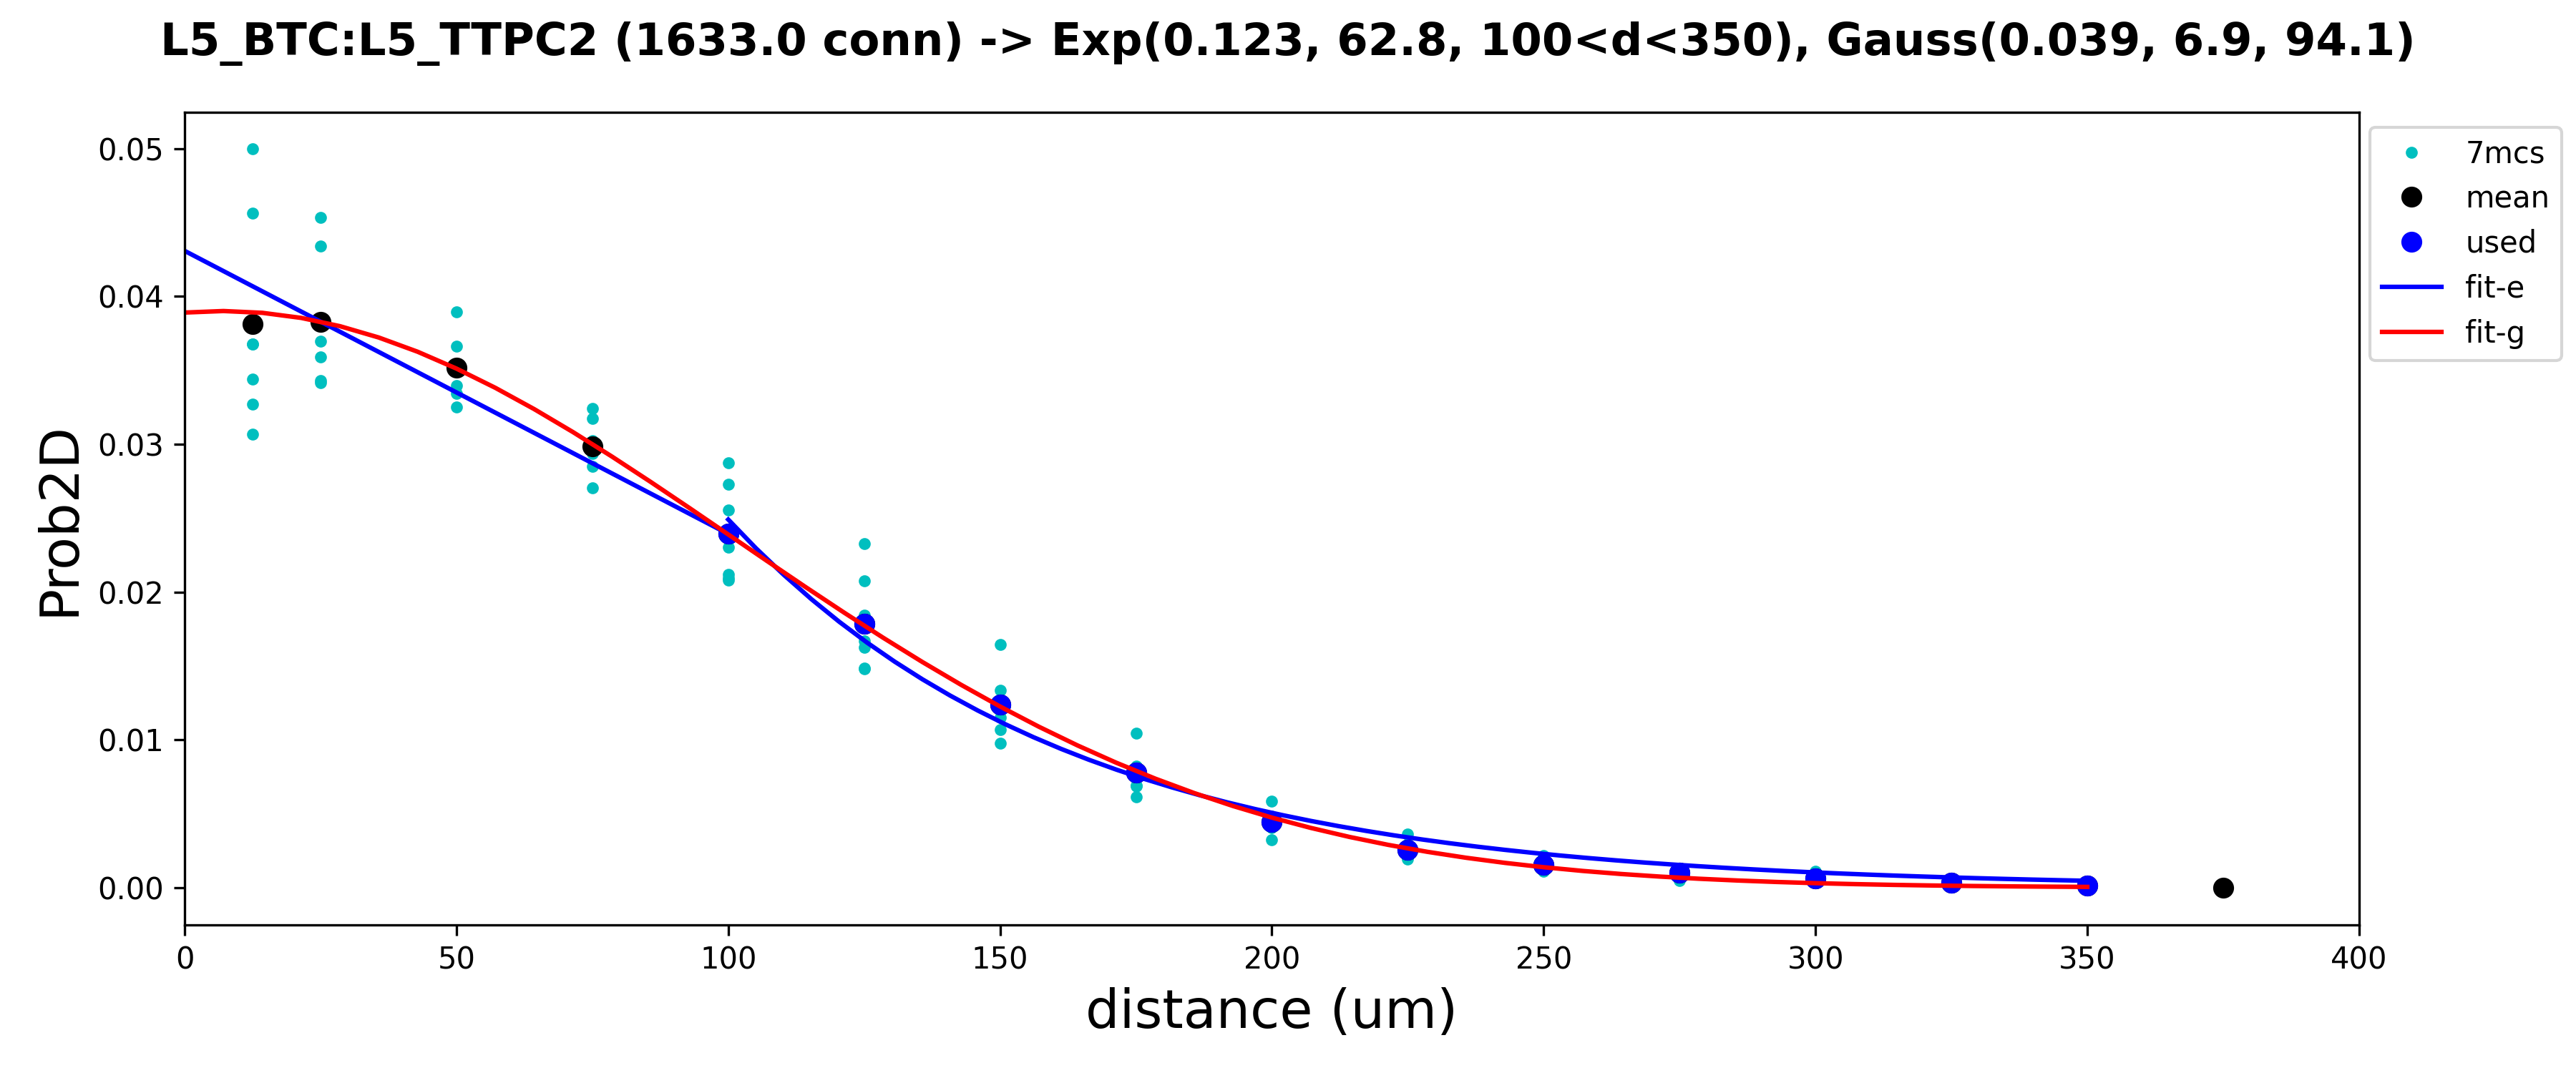 L5_BTC:L5_TTPC2 (1633.0 conn) -> Exp(0.123, 62.8, 100<d<350), Gauss(0.039, 6.9, 94.1)
0.05
0.04
0.03
0.02
0.01
0.00
Prob2D
0 50 100 150 200 250 300 350 400
distance (um)
7mcs
mean
used
fit-e
fit-g